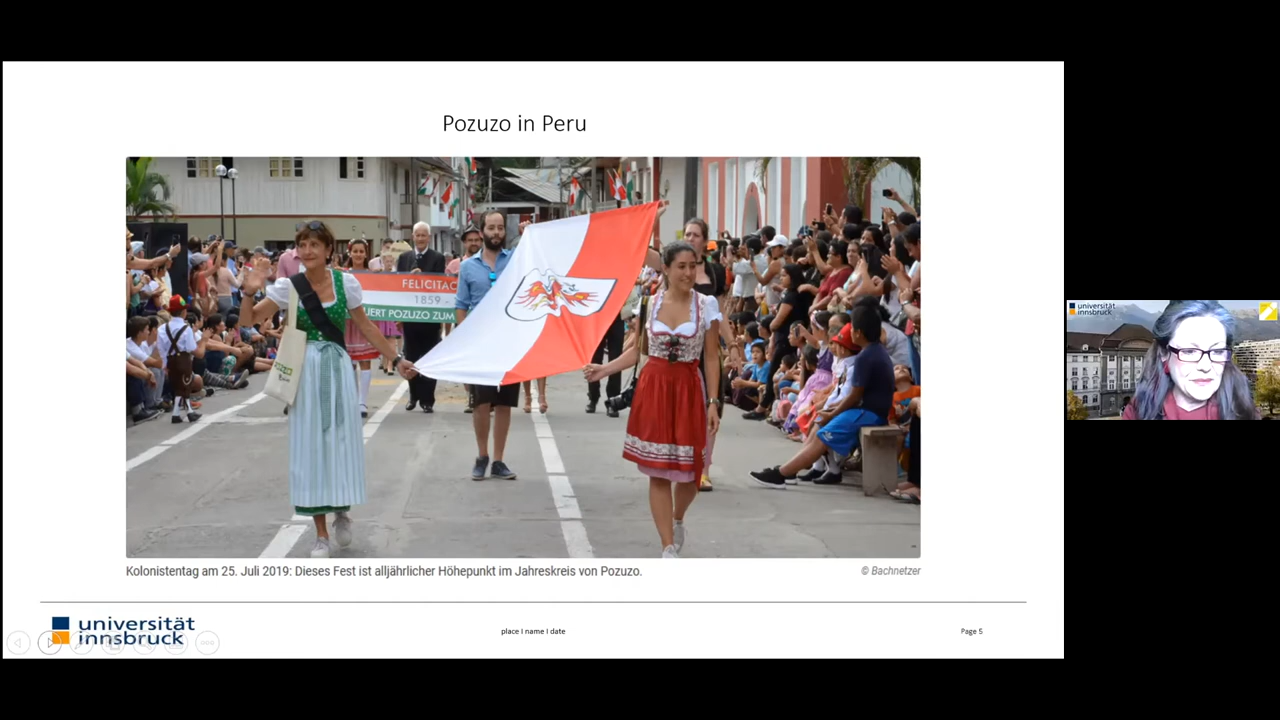 Pozuzo in Peru
FELICITAC
1859 -
UERT POZUZO ZUM
Kolonistentag am 25. Juli 2019: Dieses Fest ist alljährlicher Höhepunkt im Jahreskreis von Pozuzo.
© Bachnetzer
universität
innsbruck
place I name I date
Page 5
universität
innsbruck